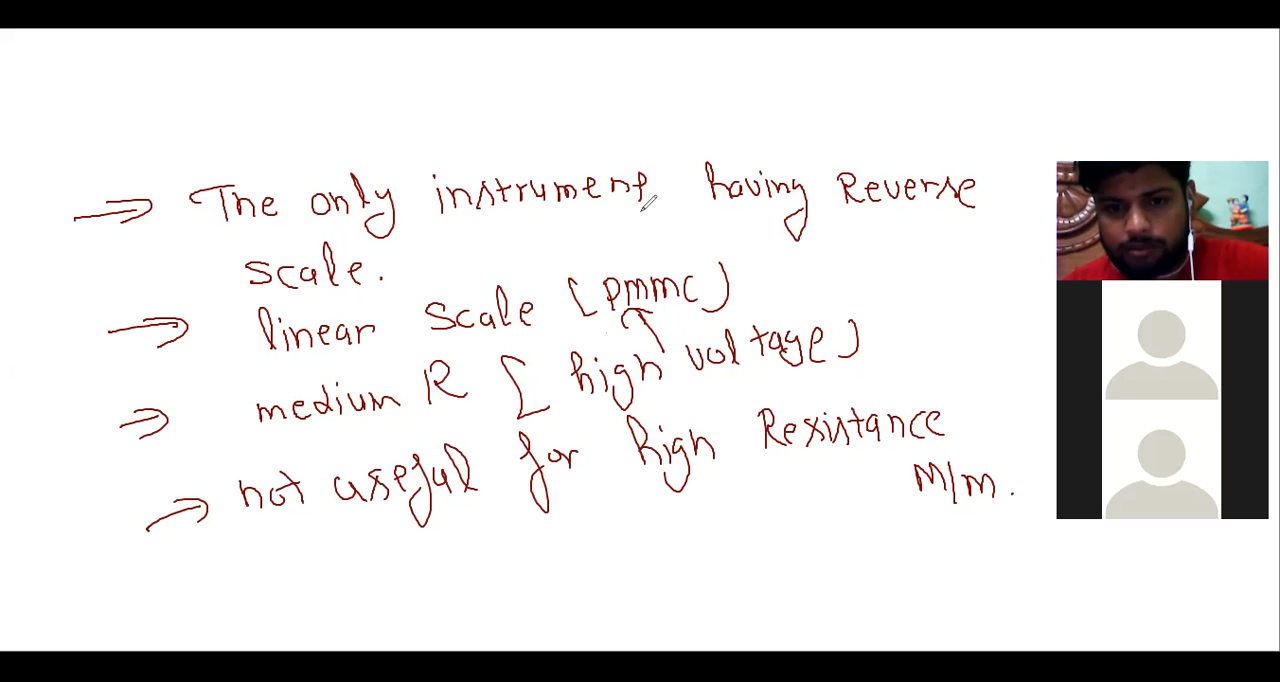 The only instrument having Reverse
scale.
linear scale (PMMC)
medium R [high voltage)
not useful for high Resistance
M/m.